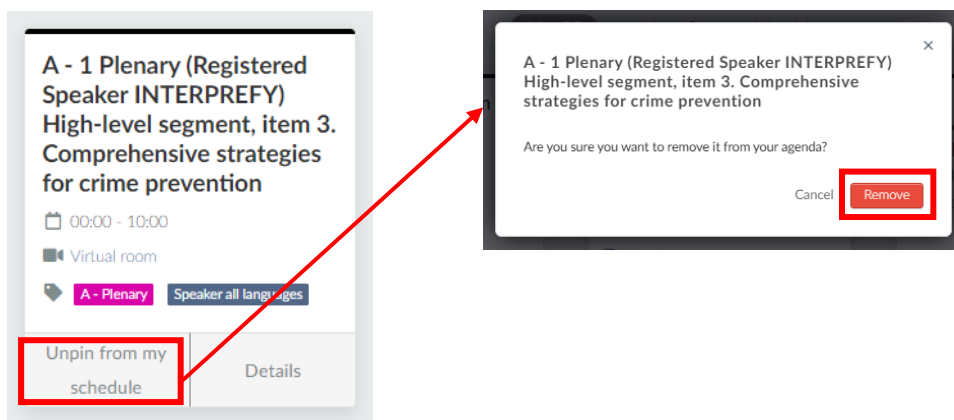 A - 1 Plenary (Registered
Speaker INTERPREFY)
High-level segment, item 3.
Comprehensive strategies
for crime prevention
00:00 - 10:00
Virtual room
A - Plenary
Speaker all languages
Unpin from my
schedule
Details
A - 1 Plenary (Registered Speaker INTERPREFY)
High-level segment, item 3. Comprehensive
strategies for crime prevention
Are you sure you want to remove it from your agenda?
Cancel
Remove